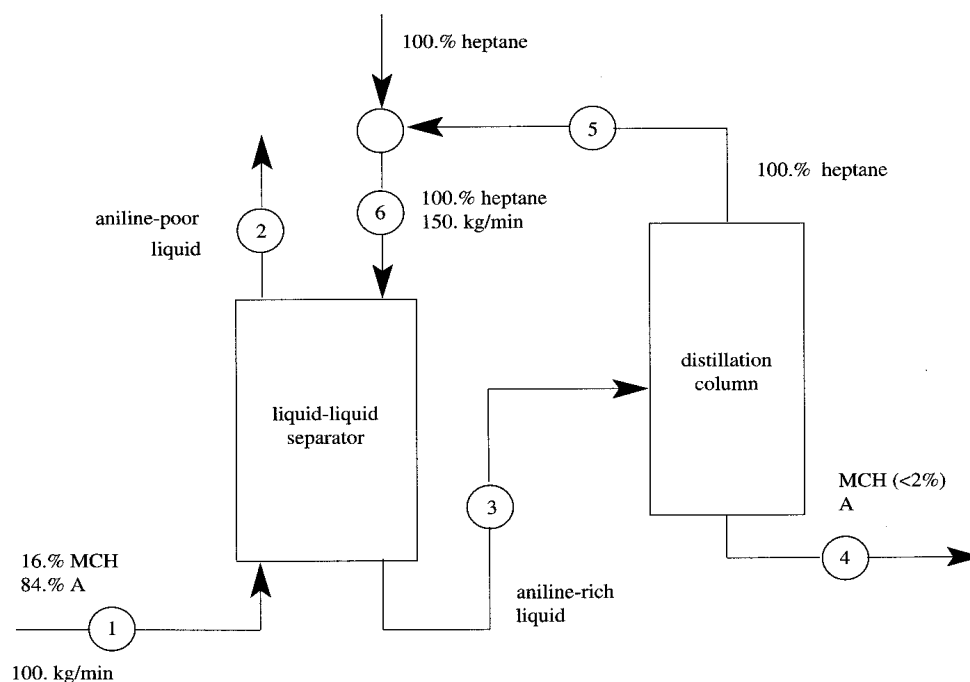 100.% heptane
5
100.% heptane
6
100.% heptane
150. kg/min
aniline-poor
liquid
2
liquid-liquid
separator
distillation
column
3
MCH (<2%)
A
4
aniline-rich
liquid
16.% MCH
84.% A
1
100. kg/min